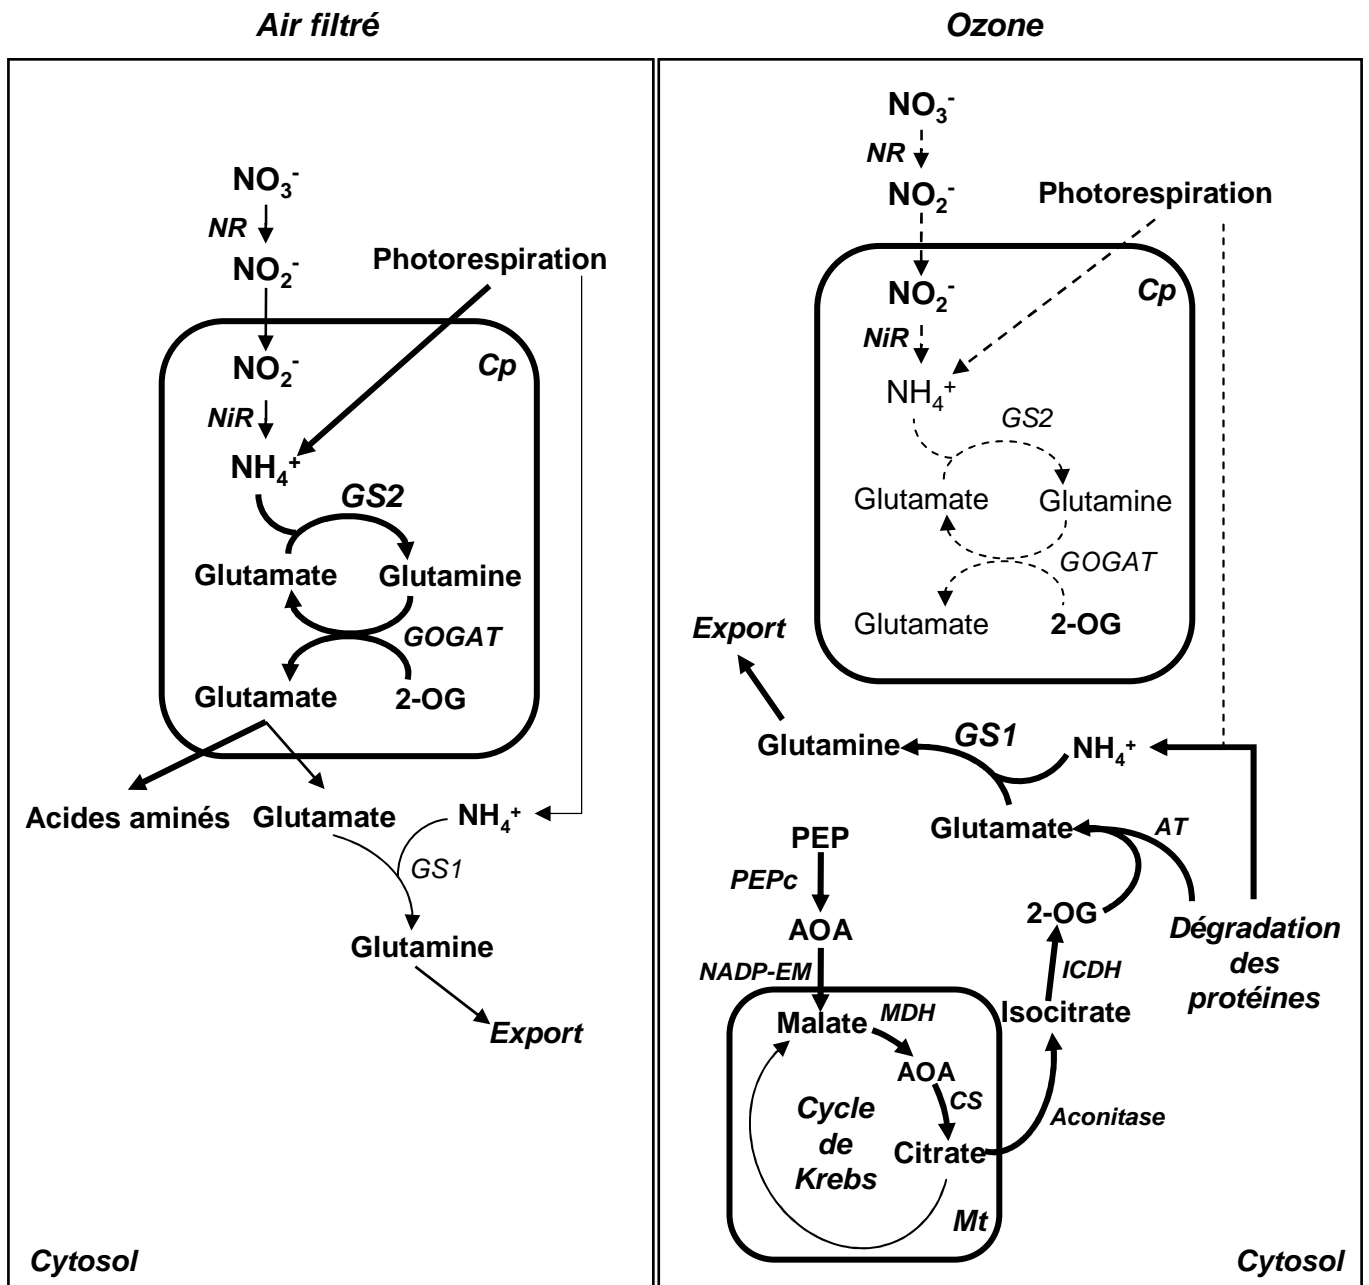 Air filtré
NO₃⁻
NR
NO₂⁻
Photorespiration
NO₂⁻
Cp
NiR
NH₄⁺
GS2
Glutamate Glutamine
GOGAT
Glutamate 2-OG
Acides aminés Glutamate NH₄⁺
GS1
Glutamine
Export
Cytosol
Ozone
NO₃⁻
NR
NO₂⁻
Photorespiration
NO₂⁻
Cp
NiR
NH₄⁺
GS2
Glutamate Glutamine
GOGAT
Glutamate 2-OG
Export
Glutamine GS1 NH₄⁺
Glutamate AT
PEP
PEPc
AOA
2-OG
Dégradation
des
protéines
NADP-EM
ICDH
Malate MDH Isocitrate
AOA
CS
Aconitase
Cycle
de
Krebs
Citrate
Mt
Cytosol